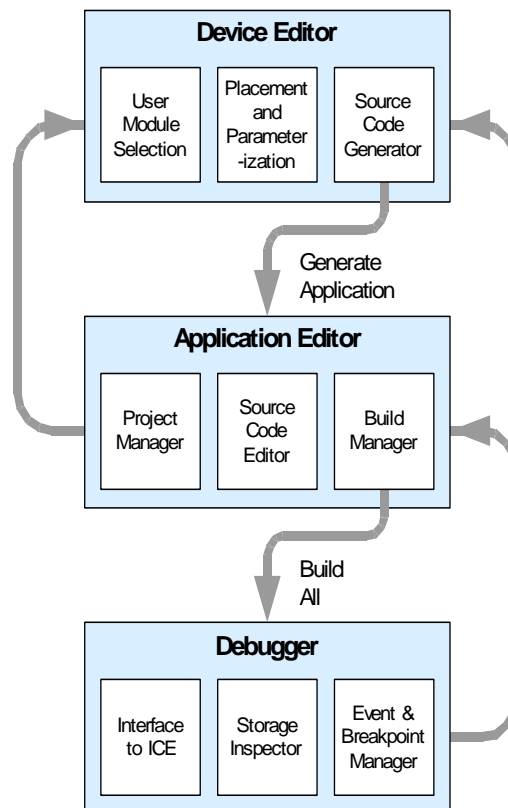 Device Editor
User
Module
Selection
Placement
and
Parameter
-ization
Source
Code
Generator
Generate
Application
Application Editor
Project
Manager
Source
Code
Editor
Build
Manager
Build
All
Debugger
Interface
to ICE
Storage
Inspector
Event &
Breakpoint
Manager